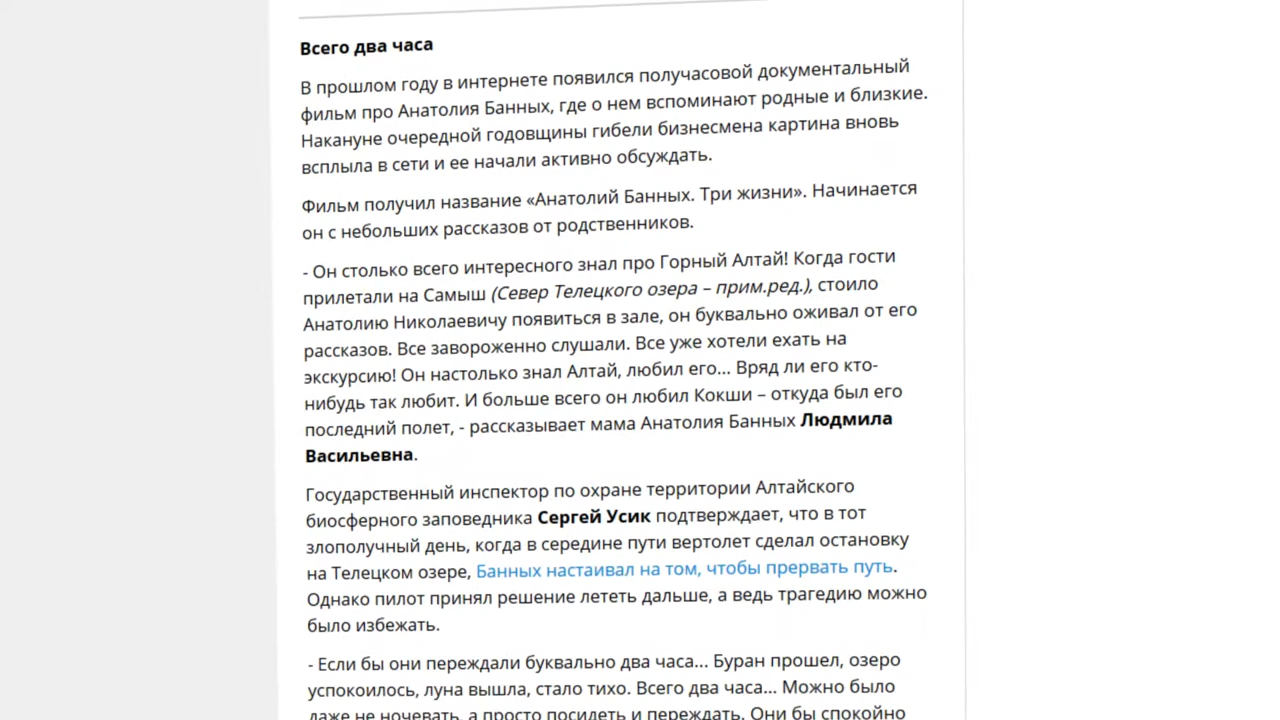 Всего два часа
В прошлом году в интернете появился получасовой документальный
фильм про Анатолия Банных, где о нем вспоминают родные и близкие.
Накануне очередной годовщины гибели бизнесмена картина вновь
всплыла в сети и ее начали активно обсуждать.
Фильм получил название «Анатолий Банных. Три жизни». Начинается
он с небольших рассказов от родственников.
- Он столько всего интересного знал про Горный Алтай! Когда гости
прилетали на Самыш (Север Телецкого озера – прим.ред.), стоило
Анатолию Николаевичу появиться в зале, он буквально оживал от его
рассказов. Все завороженно слушали. Все уже хотели ехать на
экскурсию! Он настолько знал Алтай, любил его... Вряд ли его кто-
нибудь так любит. И больше всего он любил Кокши – откуда был его
последний полет, - рассказывает мама Анатолия Банных Людмила
Васильевна.
Государственный инспектор по охране территории Алтайского
биосферного заповедника Сергей Усик подтверждает, что в тот
злополучный день, когда в середине пути вертолет сделал остановку
на Телецком озере, Банных настаивал на том, чтобы прервать путь.
Однако пилот принял решение лететь дальше, а ведь трагедию можно
было избежать.
- Если бы они переждали буквально два часа... Буран прошел, озеро
успокоилось, луна вышла, стало тихо. Всего два часа... Можно было
даже не ночевать, а просто посидеть и переждать. Они бы спокойно